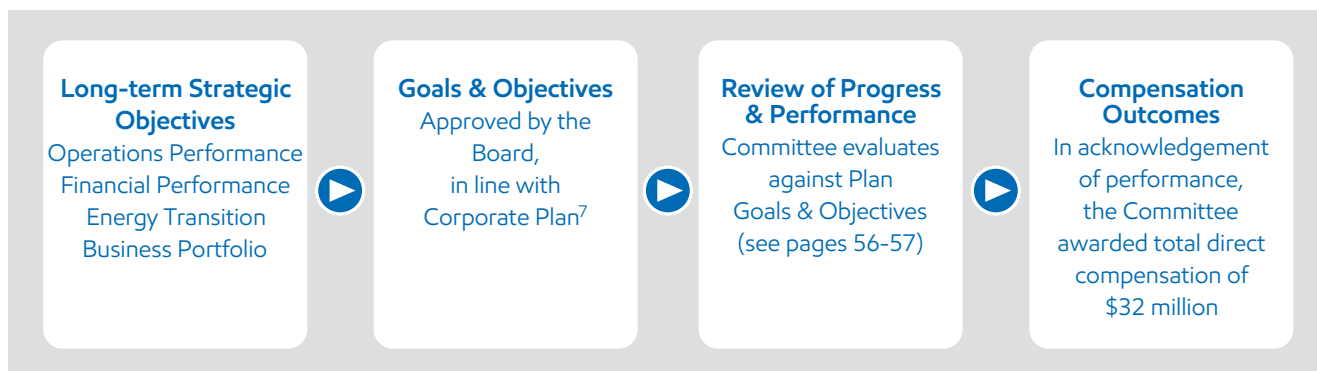 Long-term Strategic
Objectives
Operations Performance
Financial Performance
Energy Transition
Business Portfolio
Goals & Objectives
Approved by the
Board,
in line with
Corporate Plan⁷
Review of Progress
& Performance
Committee evaluates
against Plan
Goals & Objectives
(see pages 56-57)
Compensation
Outcomes
In acknowledgement
of performance,
the Committee
awarded total direct
compensation of
$32 million